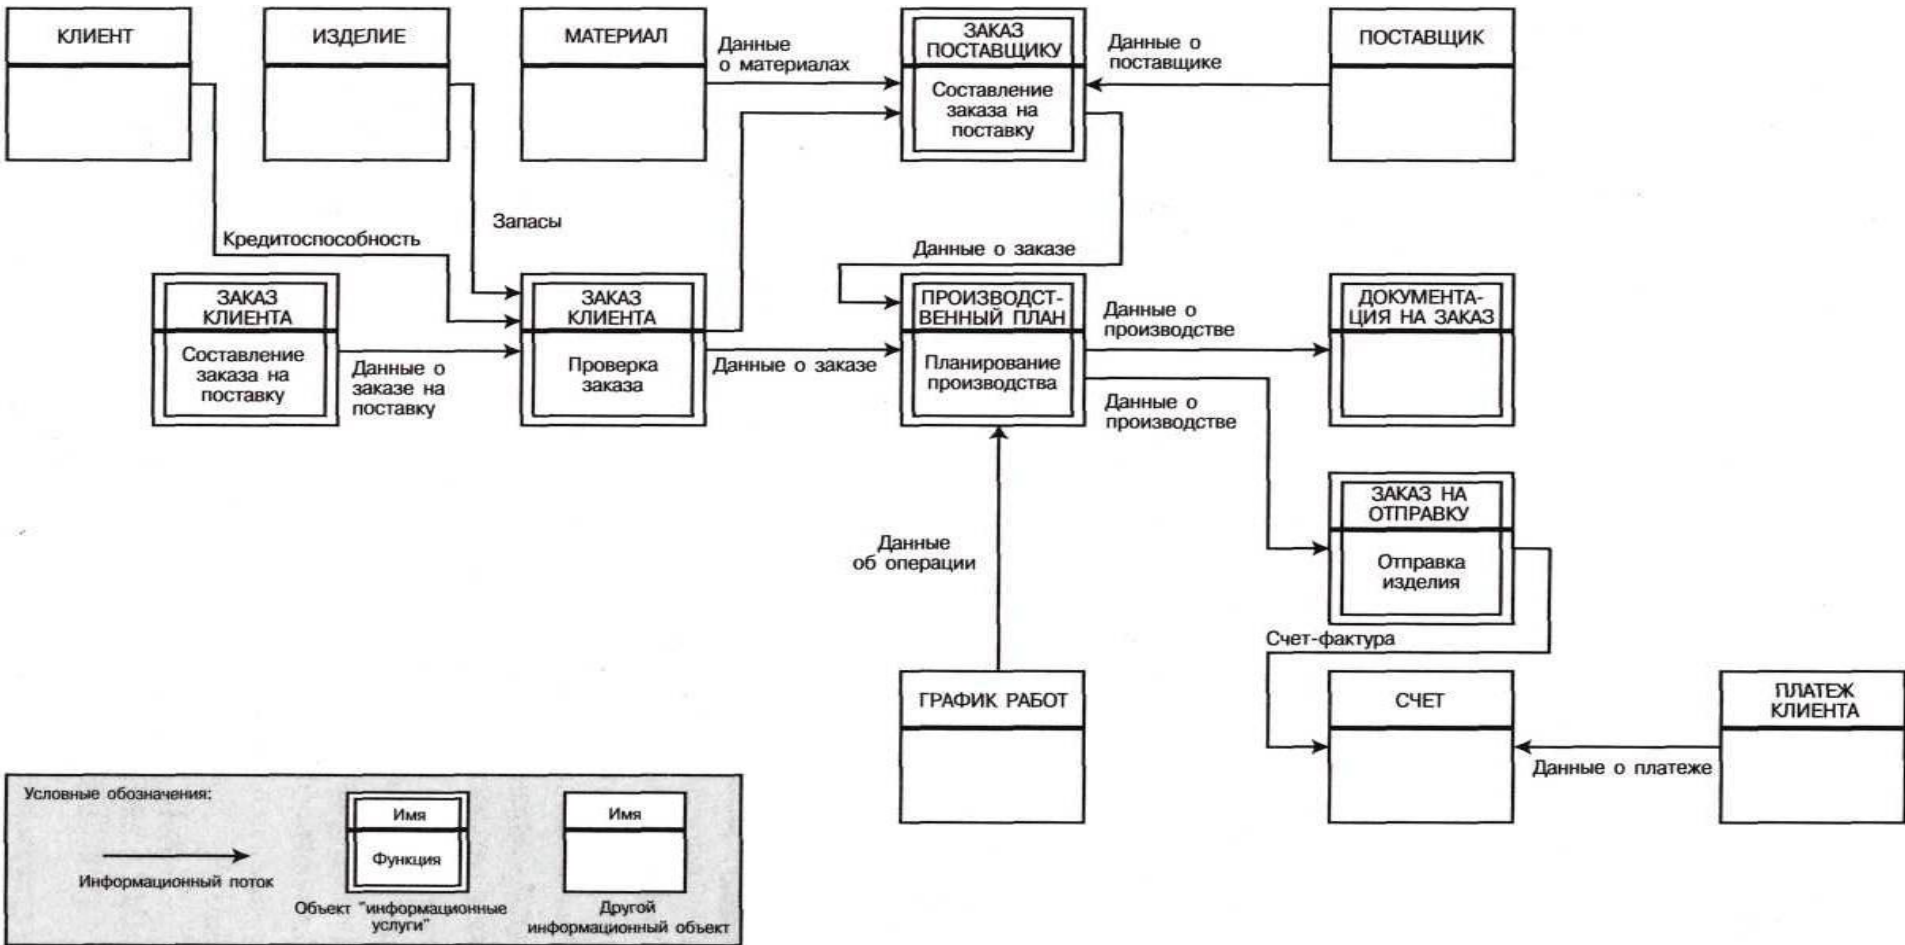 КЛИЕНТ
ИЗДЕЛИЕ
МАТЕРИАЛ
Данные
о материалах
ЗАКАЗ
ПОСТАВЩИКУ
Составление
заказа на
поставку
Данные о
поставщике
ПОСТАВЩИК
Запасы
Кредитоспособность
Данные о заказе
ЗАКАЗ
КЛИЕНТА
Составление
заказа на
поставку
Данные о
заказе на
поставку
ЗАКАЗ
КЛИЕНТА
Проверка
заказа
Данные о заказе
ПРОИЗВОДСТ-
ВЕННЫЙ ПЛАН
Планирование
производства
Данные о
производстве
Данные о
производстве
ДОКУМЕНТА-
ЦИЯ НА ЗАКАЗ
ЗАКАЗ НА
ОТПРАВКУ
Отправка
изделия
Данные
об операции
Счет-фактура
ГРАФИК РАБОТ
СЧЕТ
ПЛАТЕЖ
КЛИЕНТА
Данные о платеже
Условные обозначения:
Информационный поток
Имя
Функция
Объект "информационные
услуги"
Имя
Другой
информационный объект